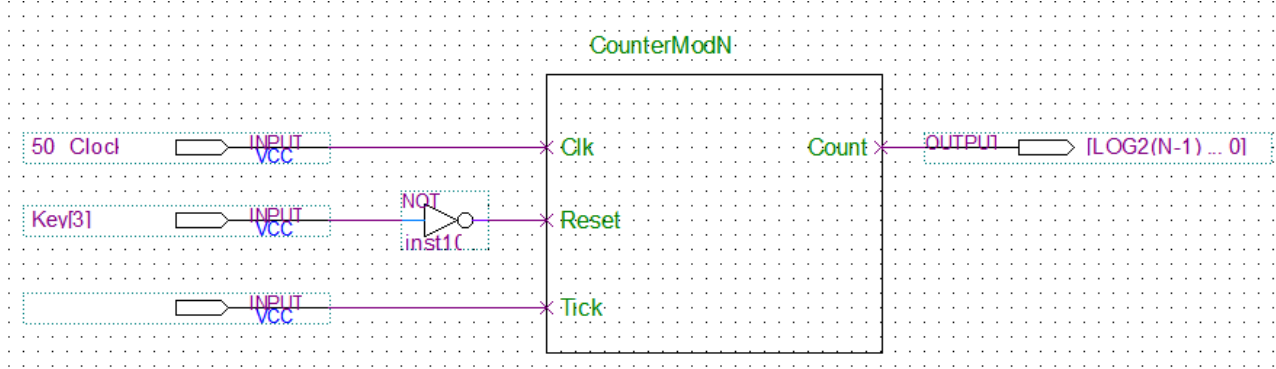 CounterModN
50 Clock INPUT VCC Clk Count OUTPUT [LOG2(N-1) ... 0]
Key[3] INPUT VCC NOT inst1 Reset
INPUT VCC Tick